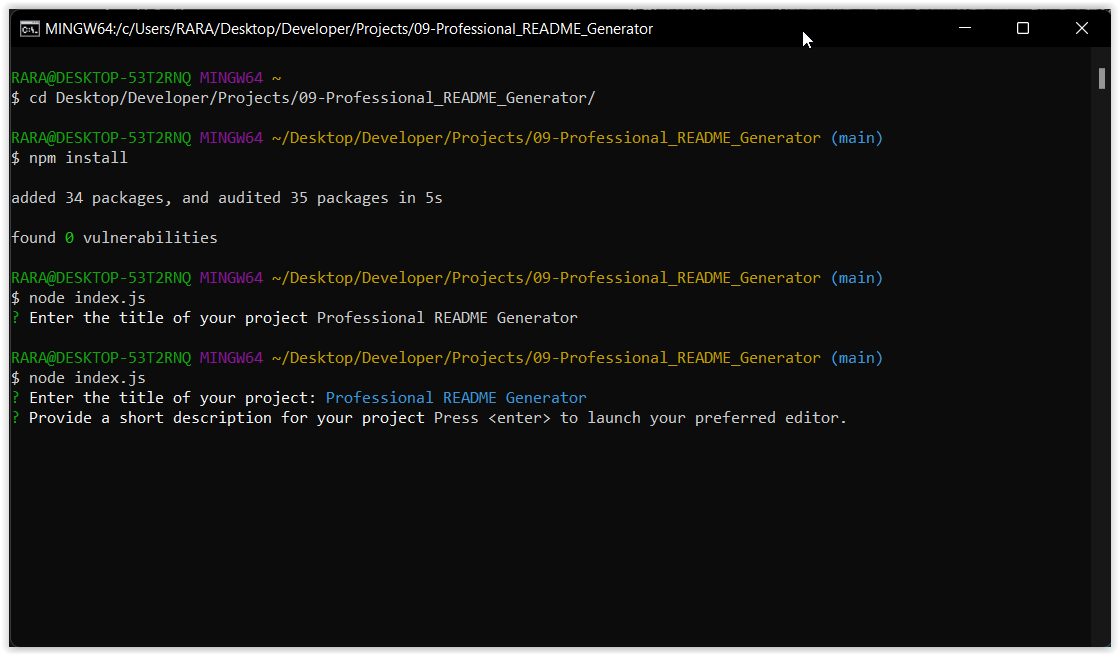 MINGW64:/c/Users/RARA/Desktop/Developer/Projects/09-Professional_README_Generator
RARA@DESKTOP-53T2RNQ MINGW64 ~
$ cd Desktop/Developer/Projects/09-Professional_README_Generator/
RARA@DESKTOP-53T2RNQ MINGW64 ~/Desktop/Developer/Projects/09-Professional_README_Generator (main)
$ npm install
added 34 packages, and audited 35 packages in 5s
found 0 vulnerabilities
RARA@DESKTOP-53T2RNQ MINGW64 ~/Desktop/Developer/Projects/09-Professional_README_Generator (main)
$ node index.js
? Enter the title of your project Professional README Generator
RARA@DESKTOP-53T2RNQ MINGW64 ~/Desktop/Developer/Projects/09-Professional_README_Generator (main)
$ node index.js
? Enter the title of your project: Professional README Generator
? Provide a short description for your project Press <enter> to launch your preferred editor.